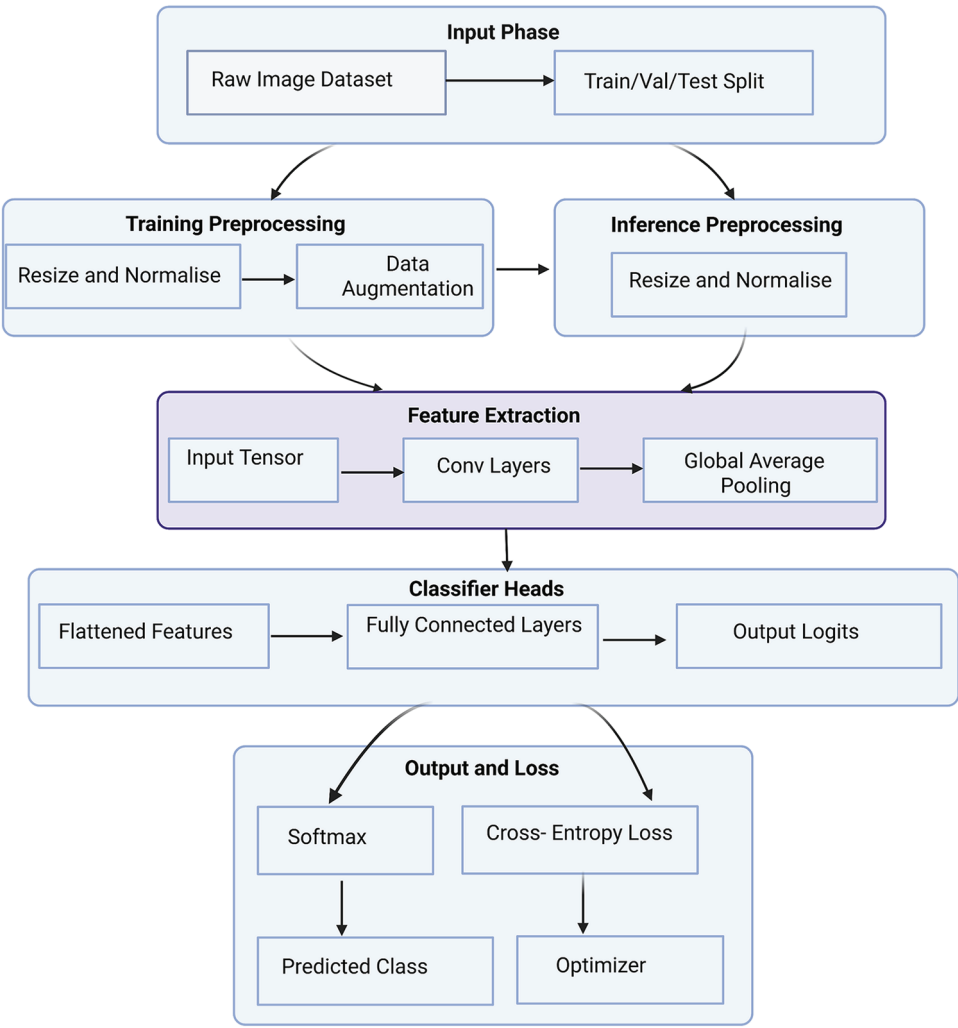 Input Phase
Raw Image Dataset
Train/Val/Test Split
Training Preprocessing
Resize and Normalise
Data
Augmentation
Inference Preprocessing
Resize and Normalise
Feature Extraction
Input Tensor
Conv Layers
Global Average
Pooling
Classifier Heads
Flattened Features
Fully Connected Layers
Output Logits
Output and Loss
Softmax
Cross- Entropy Loss
Predicted Class
Optimizer